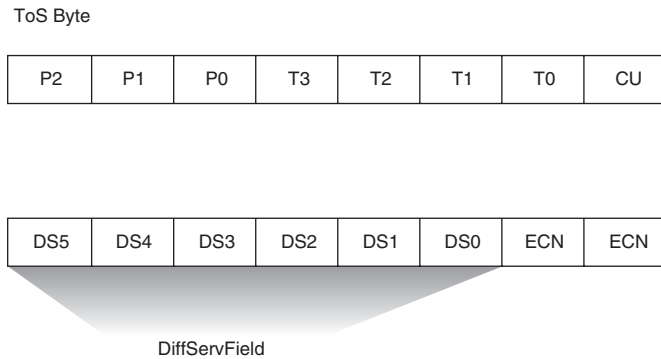 ToS Byte
P2 P1 P0 T3 T2 T1 T0 CU
DS5 DS4 DS3 DS2 DS1 DS0 ECN ECN
DiffServField